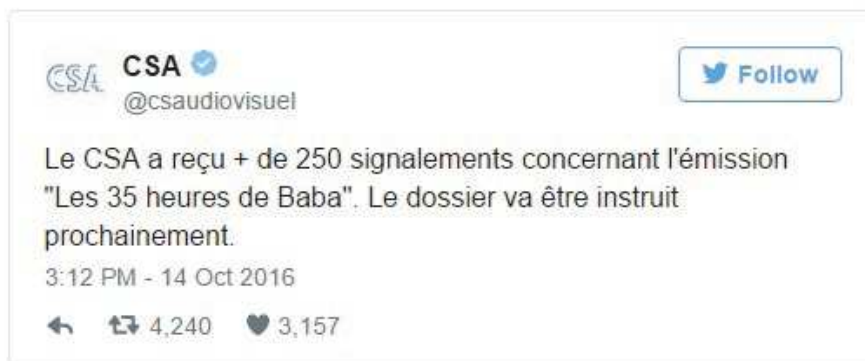 CSA
CSA
Follow
@csaudiovisuel
Le CSA a reçu + de 250 signalements concernant l'émission
"Les 35 heures de Baba". Le dossier va être instruit
prochainement.
3:12 PM - 14 Oct 2016
4,240 3,157